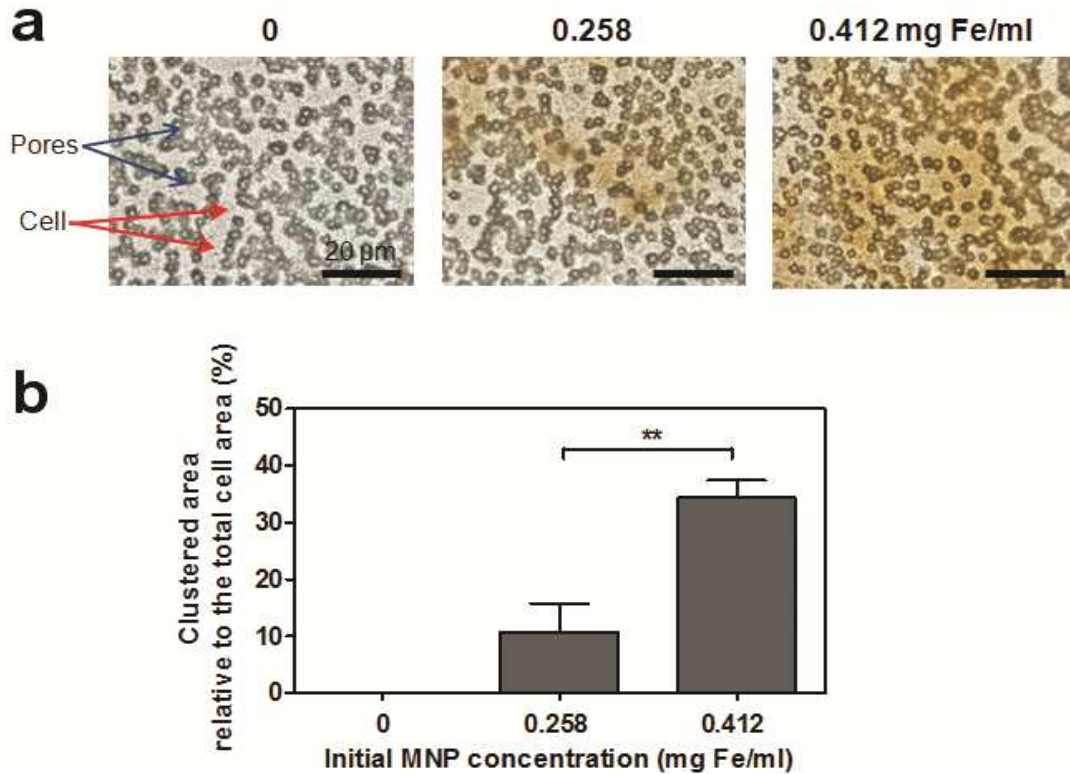 a
0
0.258
0.412 mg Fe/ml
Pores
Cell
20 µm
b
Clustered area
relative to the total cell area (%)
50
40
30
20
10
0
**
0
0.258
0.412
Initial MNP concentration (mg Fe/ml)